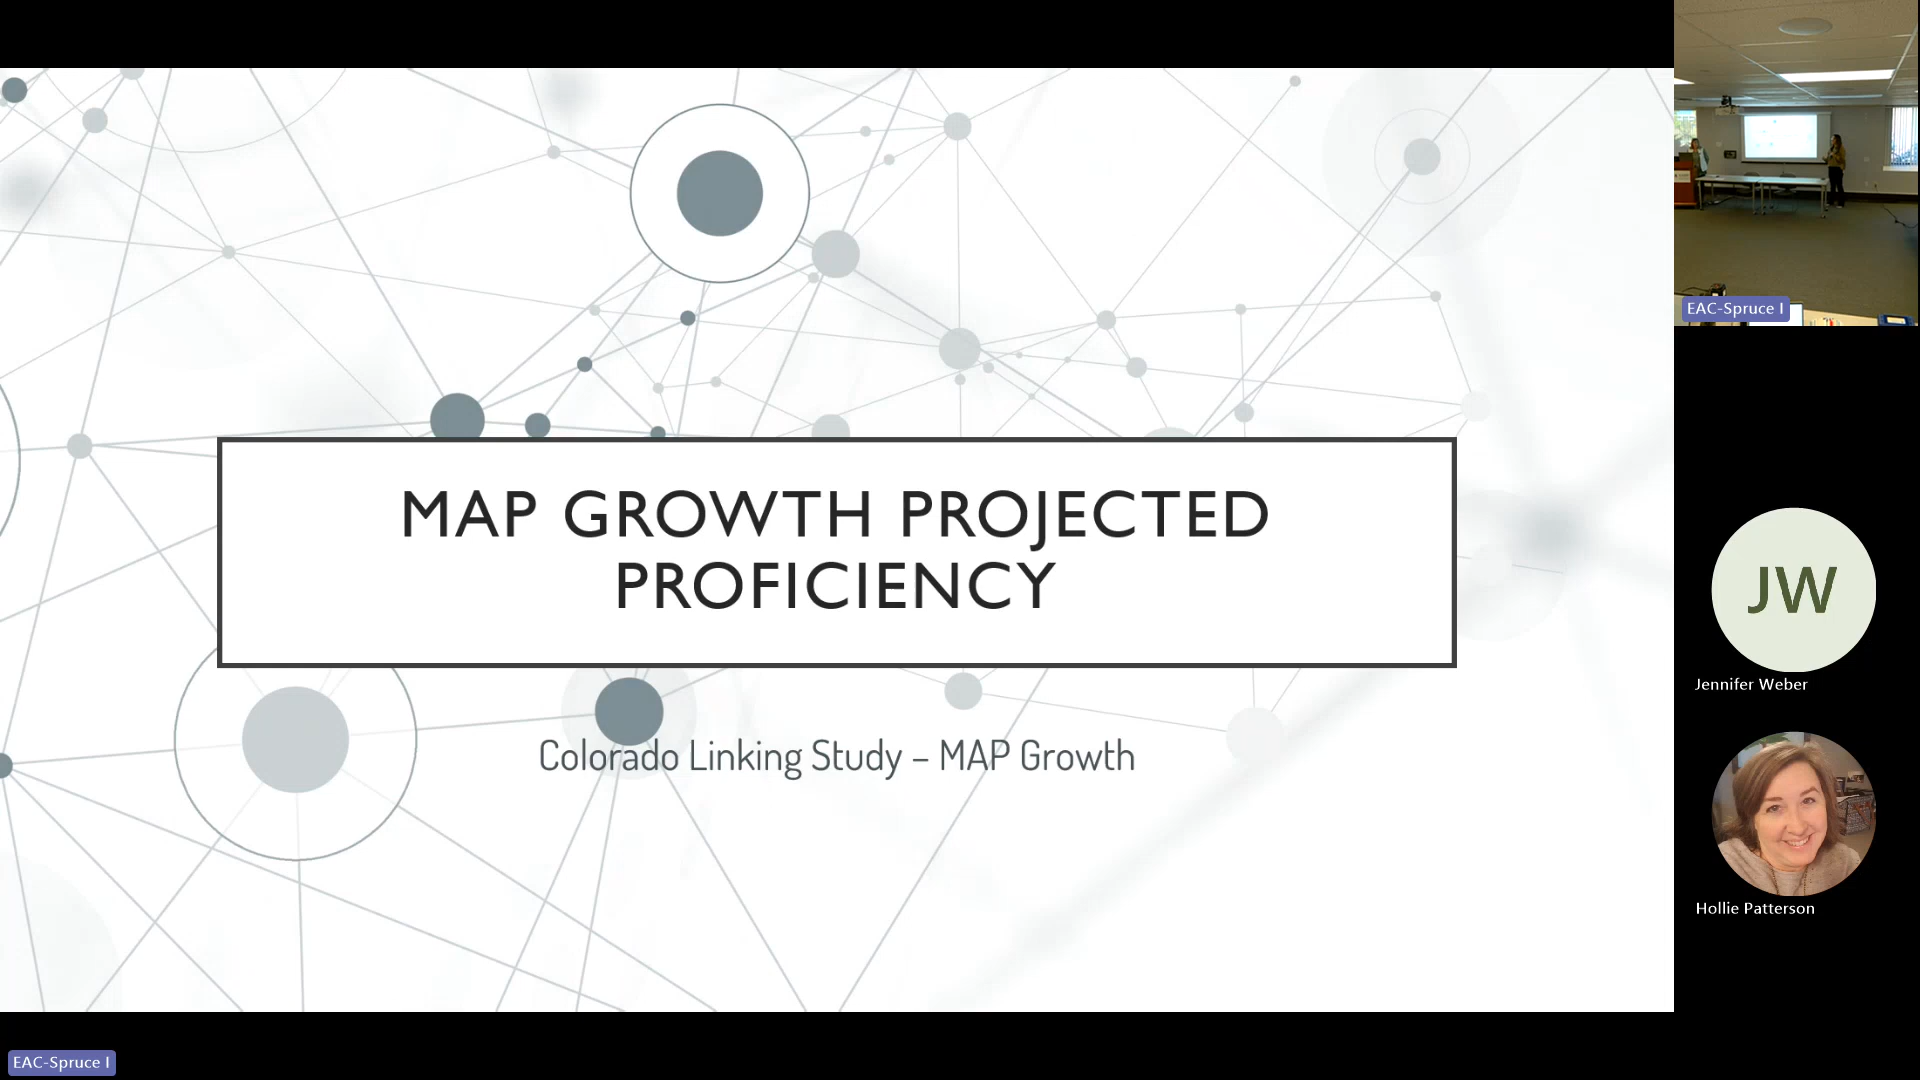 MAP GROWTH PROJECTED
PROFICIENCY
Colorado Linking Study – MAP Growth
EAC-Spruce I
JW
Jennifer Weber
Hollie Patterson
EAC-Spruce I